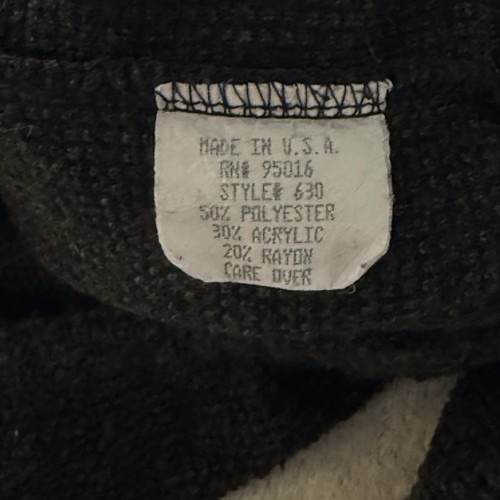 MADE IN U.S.A.
RN# 95016
STYLE# 630
50% POLYESTER
30% ACRYLIC
20% RAYON
CARE OVER